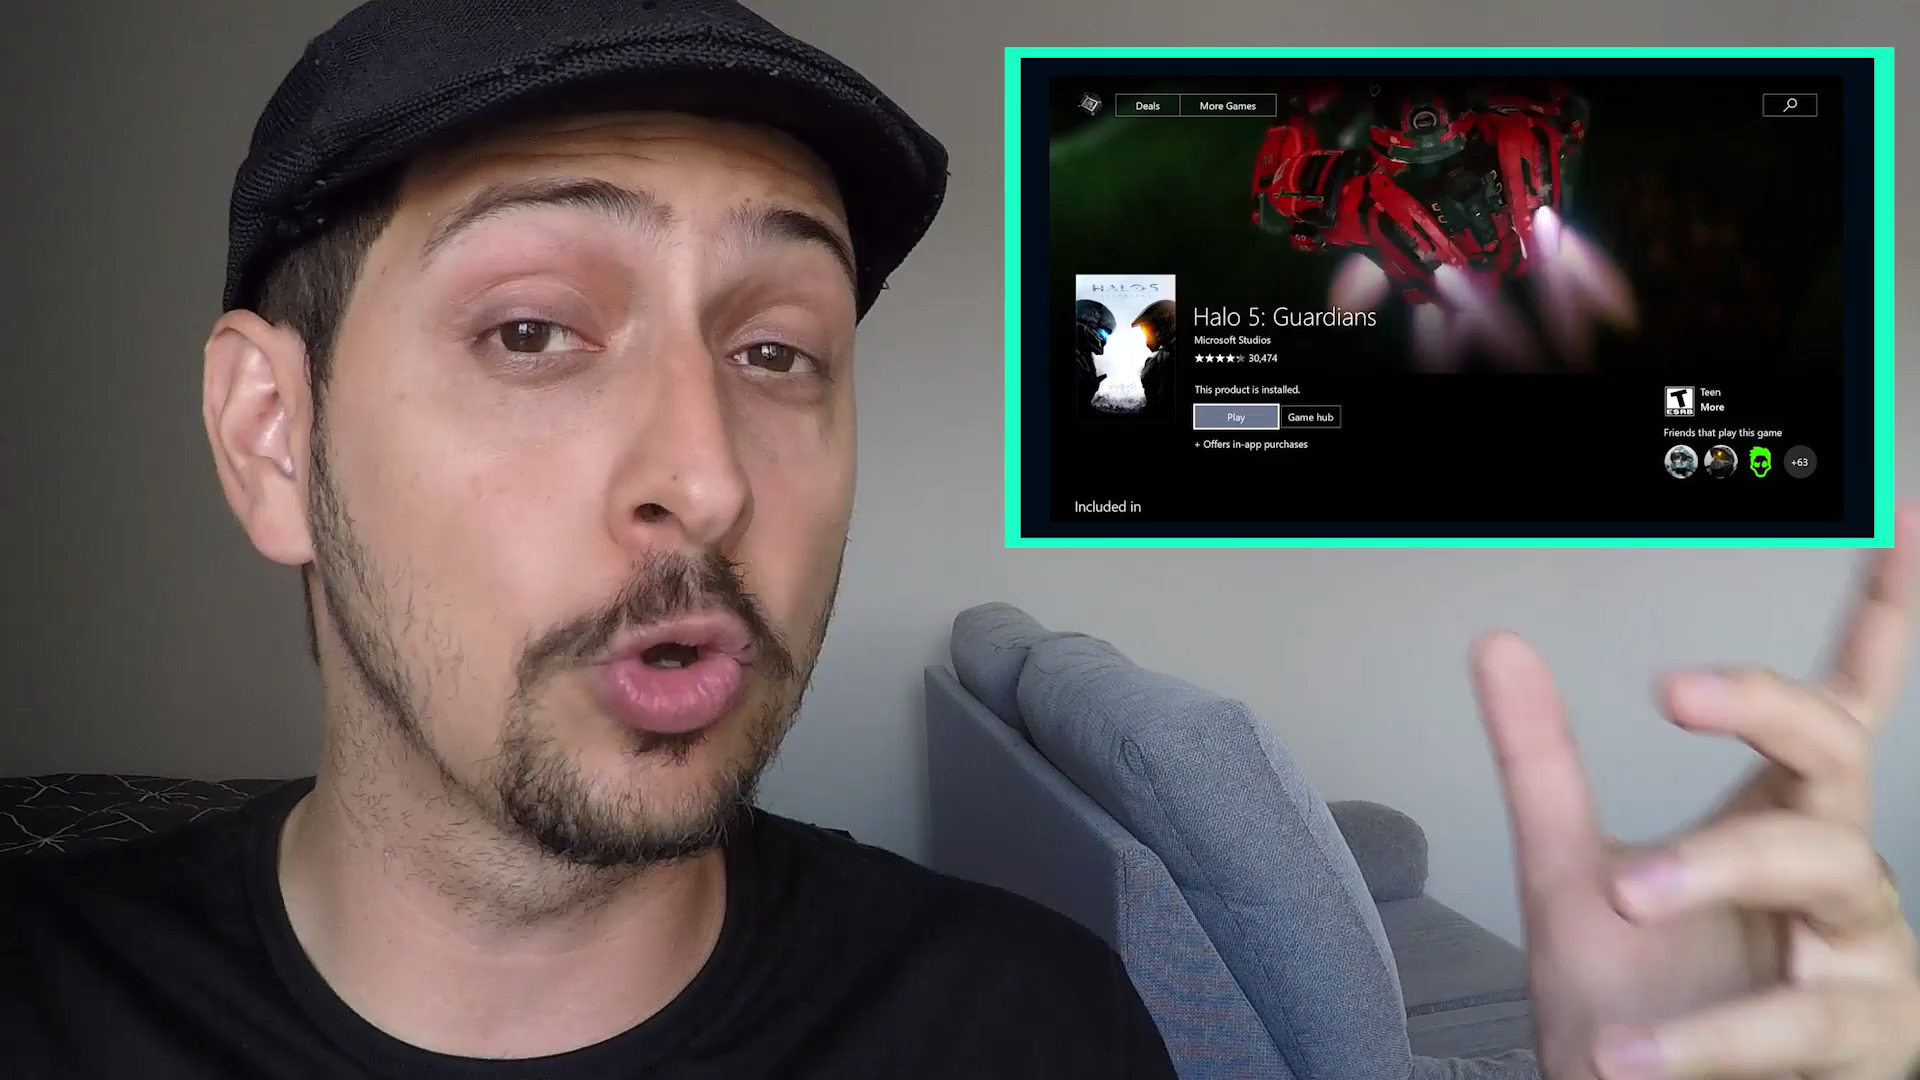 Deals
More Games
HALO 5
Halo 5: Guardians
Microsoft Studios
30,474
This product is installed.
Play
Game hub
+ Offers in-app purchases
T
ESRB
Teen
More
Friends that play this game
+63
Included in